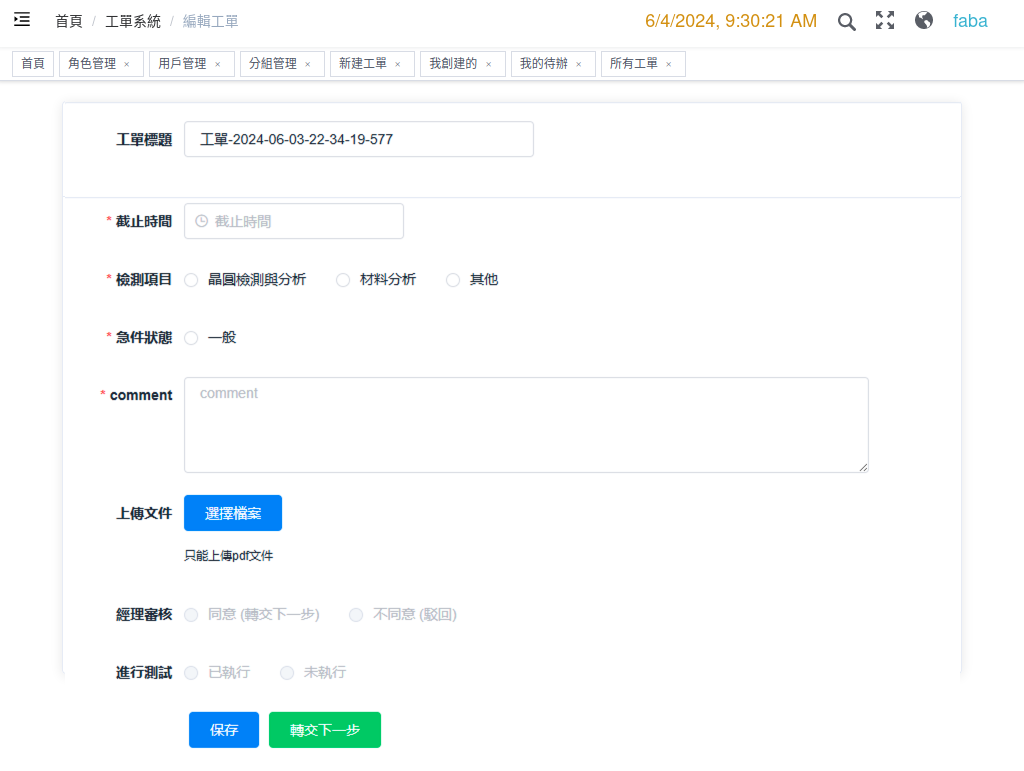 首頁 / 工單系統 / 編輯工單
6/4/2024, 9:30:21 AM
faba
首頁 角色管理 × 用戶管理 × 分組管理 × 新建工單 × 我創建的 × 我的待辦 × 所有工單 ×
工單標題 工單-2024-06-03-22-34-19-577
* 截止時間 截止時間
* 檢測項目 晶圓檢測與分析 材料分析 其他
* 急件狀態 一般
* comment comment
上傳文件 選擇檔案
只能上傳pdf文件
經理審核 同意 (轉交下一步) 不同意 (駁回)
進行測試 已執行 未執行
保存 轉交下一步